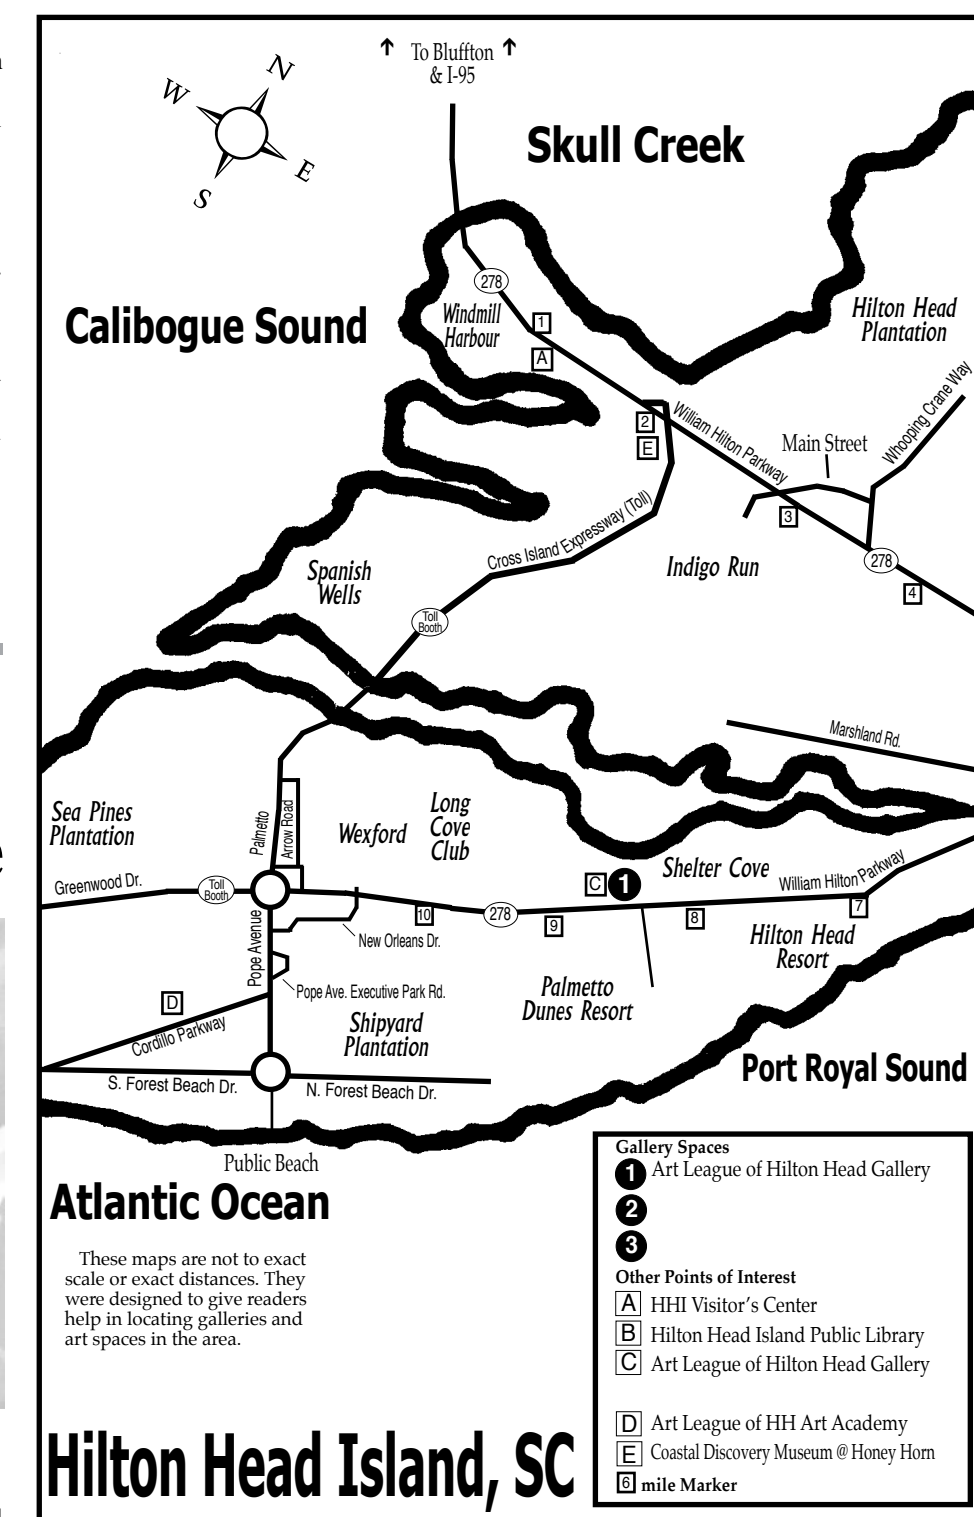 To Bluffton
& I-95
N
W
E
S
Skull Creek
278
Calibogue Sound
Windmill
Harbour
1
A
Hilton Head
Plantation
2
E
William Hilton Parkway
Main Street
Whooping Crane Way
3
Cross Island Expressway (Toll)
278
4
Indigo Run
Spanish
Wells
Toll
Booth
Marshland Rd.
Sea Pines
Plantation
Palmetto
Arrow Road
Wexford
Long
Cove
Club
Shelter Cove
C
1
William Hilton Parkway
Greenwood Dr.
Toll
Booth
10
278
9
8
7
Pope Avenue
New Orleans Dr.
Hilton Head
Resort
Pope Ave. Executive Park Rd.
Palmetto
Dunes Resort
D
Cordillo Parkway
Shipyard
Plantation
Port Royal Sound
S. Forest Beach Dr.
N. Forest Beach Dr.
Public Beach
Atlantic Ocean
These maps are not to exact
scale or exact distances. They
were designed to give readers
help in locating galleries and
art spaces in the area.
Gallery Spaces
1 Art League of Hilton Head Gallery
2
3
Other Points of Interest
A HHI Visitor's Center
B Hilton Head Island Public Library
C Art League of Hilton Head Gallery
D Art League of HH Art Academy
E Coastal Discovery Museum @ Honey Horn
6 mile Marker
Hilton Head Island, SC